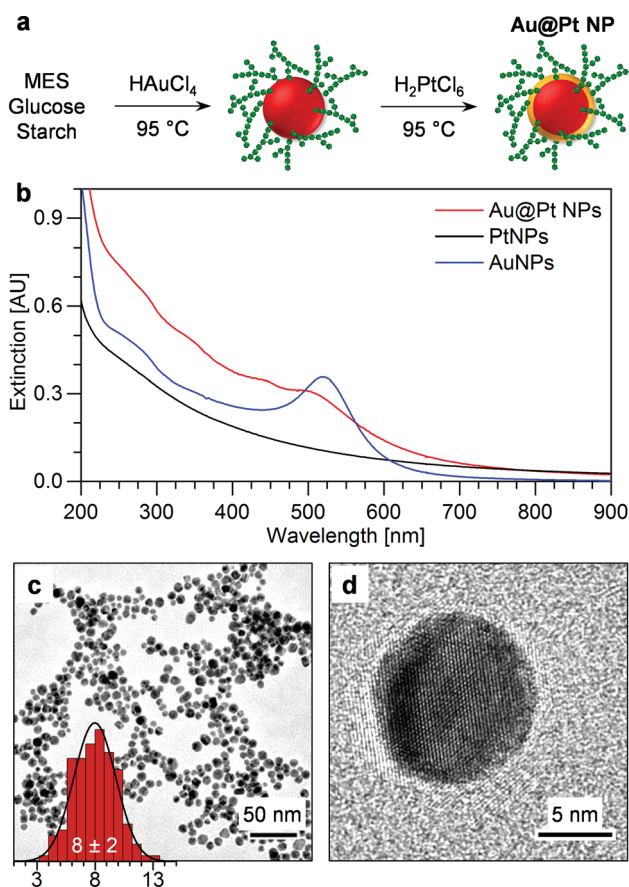 a
Au@Pt NP
MES
Glucose
Starch
HAuCl₄
95 °C
H₂PtCl₆
95 °C
b
Au@Pt NPs
PtNPs
AuNPs
Extinction [AU]
0.9
0.6
0.3
0.0
200 300 400 500 600 700 800 900
Wavelength [nm]
c
8 ± 2
50 nm
3 8 13
d
5 nm